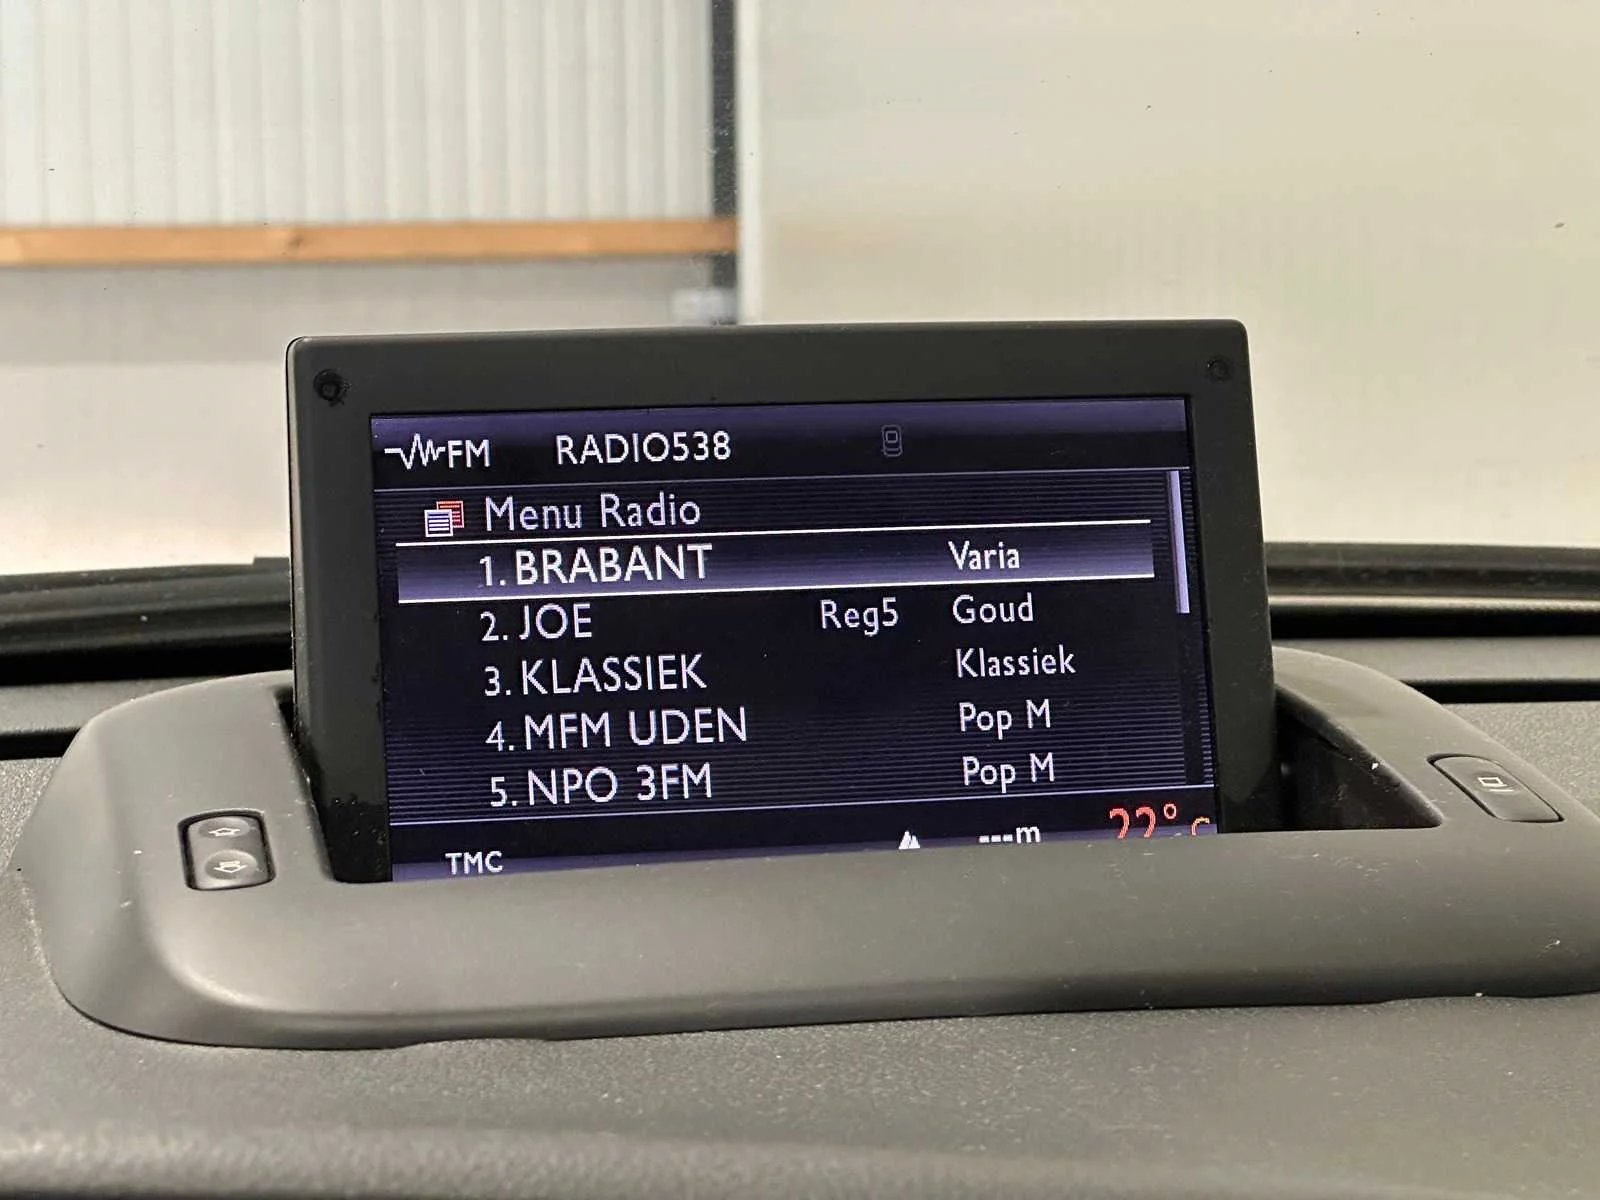 FM RADIO538
Menu Radio
1. BRABANT Varia
2. JOE Reg5 Goud
3. KLASSIEK Klassiek
4. MFM UDEN Pop M
5. NPO 3FM Pop M
TMC ---m 22° C